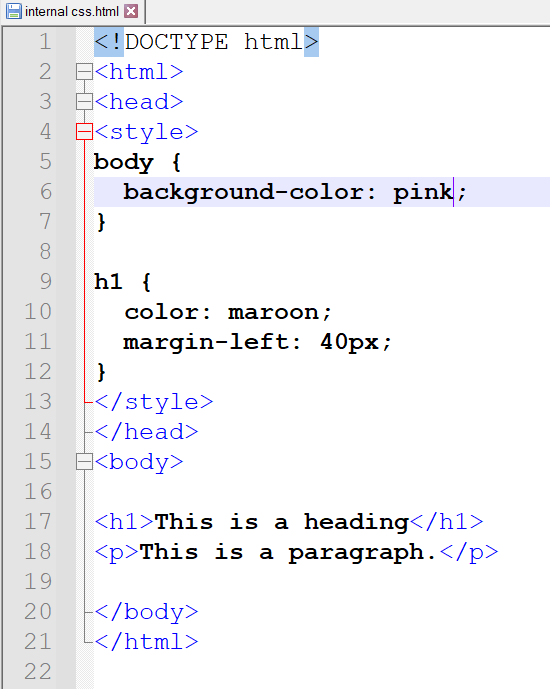 internal css.html
1 <!DOCTYPE html>
2 <html>
3 <head>
4 <style>
5 body {
6   background-color: pink;
7 }
8
9 h1 {
10   color: maroon;
11   margin-left: 40px;
12 }
13 </style>
14 </head>
15 <body>
16
17 <h1>This is a heading</h1>
18 <p>This is a paragraph.</p>
19
20 </body>
21 </html>
22